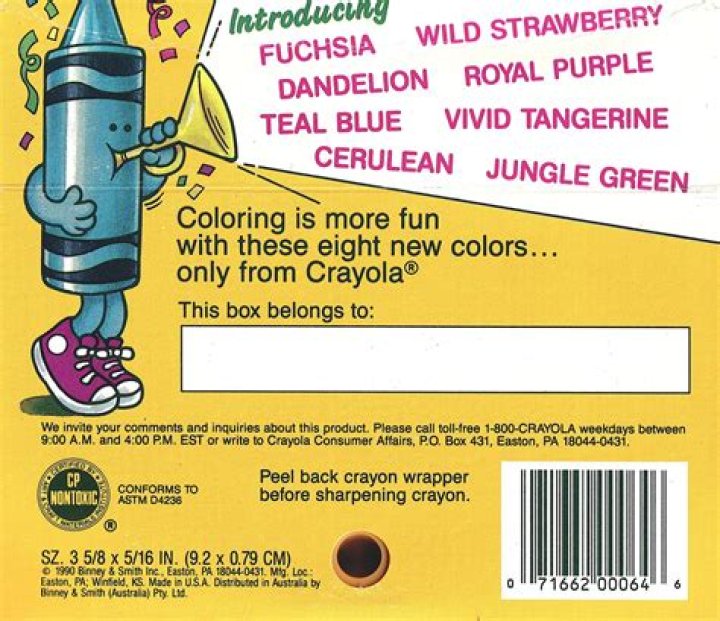 Introducing
FUCHSIA WILD STRAWBERRY
DANDELION ROYAL PURPLE
TEAL BLUE VIVID TANGERINE
CERULEAN JUNGLE GREEN
Coloring is more fun
with these eight new colors...
only from Crayola®
This box belongs to:
We invite your comments and inquiries about this product. Please call toll-free 1-800-CRAYOLA weekdays between
9:00 A.M. and 4:00 P.M. EST or write to Crayola Consumer Affairs, P.O. Box 431, Easton, PA 18044-0431.
CERTIFIED BY
CP
NONTOXIC
®
CONFORMS TO
ASTM D4236
Peel back crayon wrapper
before sharpening crayon.
SZ. 3 5/8 x 5/16 IN. (9.2 x 0.79 CM)
© 1990 Binney & Smith Inc., Easton, PA 18044-0431. Mfg. Loc.:
Easton, PA; Winfield, KS. Made in U.S.A. Distributed in Australia by
Binney & Smith (Australia) Pty. Ltd.
0 71662 00064 6